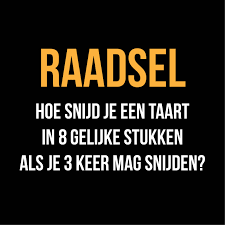 RAADSEL
HOE SNIJD JE EEN TAART
IN 8 GELIJKE STUKKEN
ALS JE 3 KEER MAG SNIJDEN?